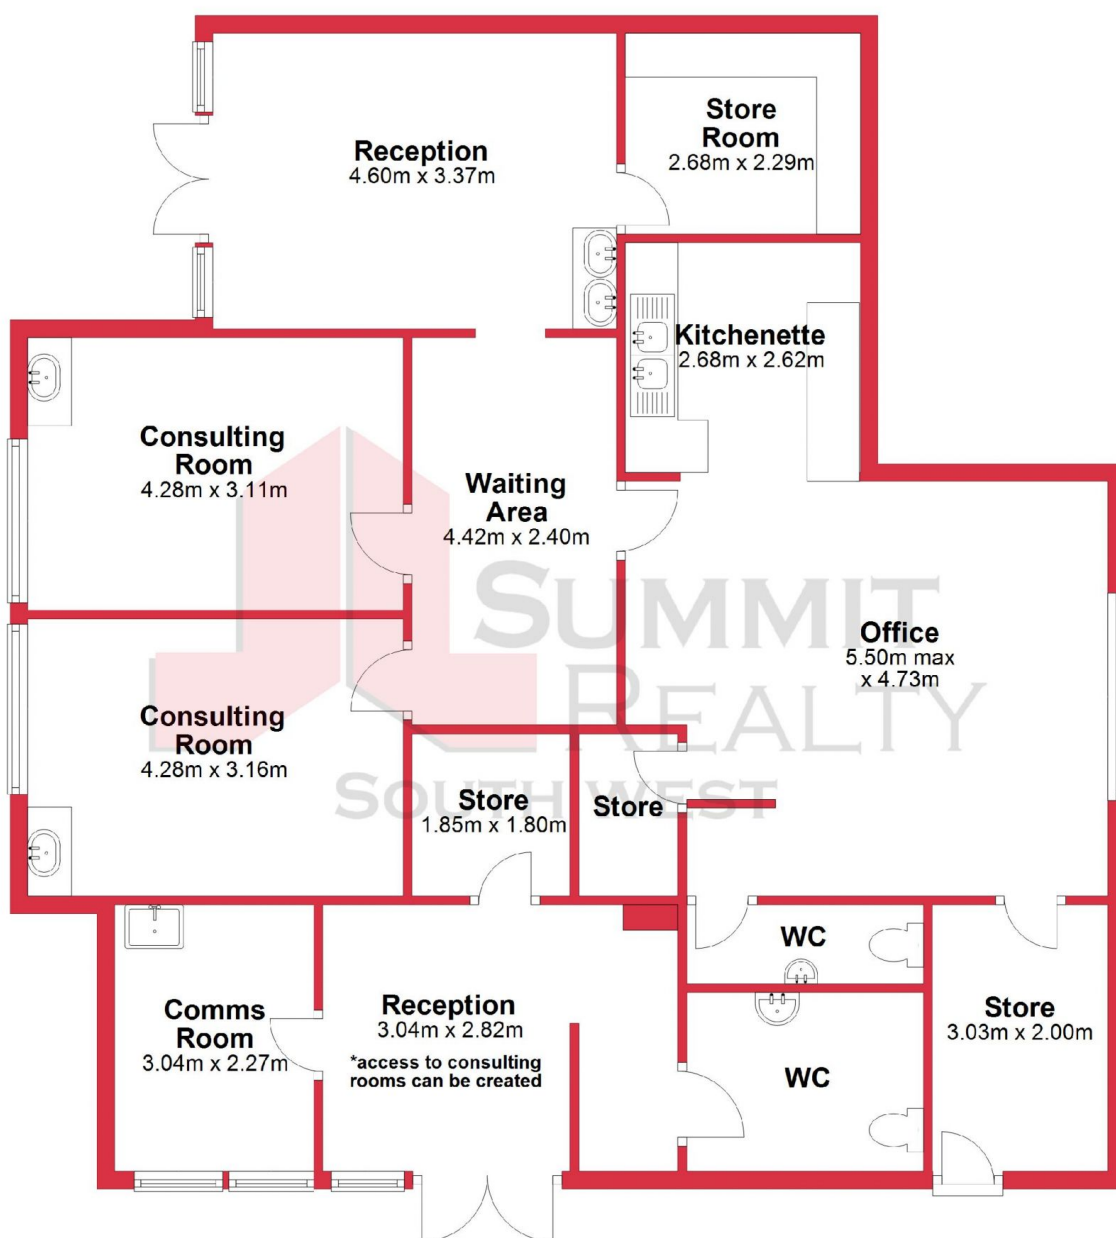 Reception
4.60m x 3.37m
Store
Room
2.68m x 2.29m
Kitchenette
2.68m x 2.62m
Consulting
Room
4.28m x 3.11m
Waiting
Area
4.42m x 2.40m
SUMMIT
REALTY
SOUTH WEST
Office
5.50m max
x 4.73m
Consulting
Room
4.28m x 3.16m
Store
1.85m x 1.80m
Store
WC
Comms
Room
3.04m x 2.27m
Reception
3.04m x 2.82m
*access to consulting
rooms can be created
WC
Store
3.03m x 2.00m